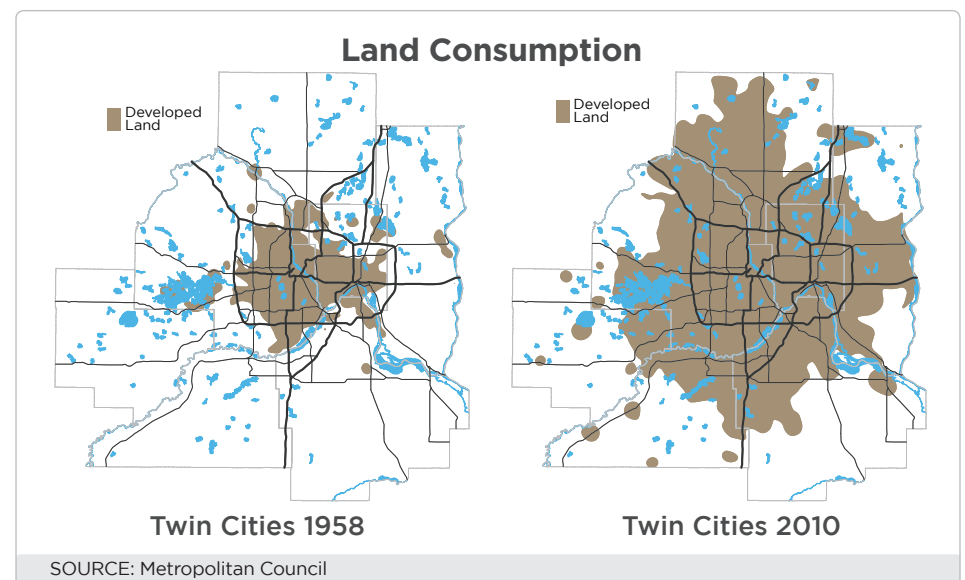 Land Consumption
Developed
Land
Developed
Land
Twin Cities 1958
Twin Cities 2010
SOURCE: Metropolitan Council